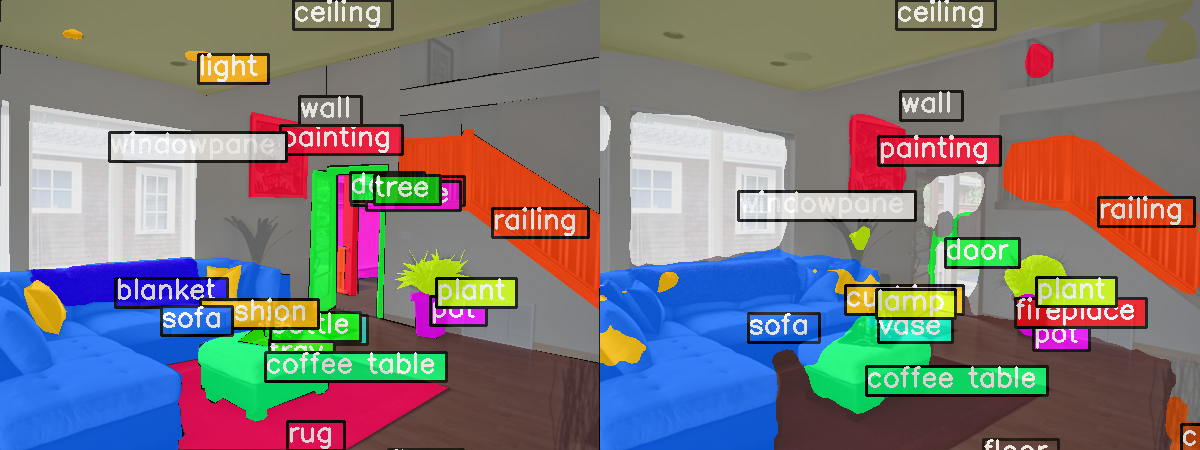 ceiling
light
wall
painting
windowpane
tree
railing
blanket
plant
pot
sofa
coffee table
rug
ceiling
wall
painting
windowpane
railing
door
plant
lamp
fireplace
sofa
vase
pot
coffee table
floor